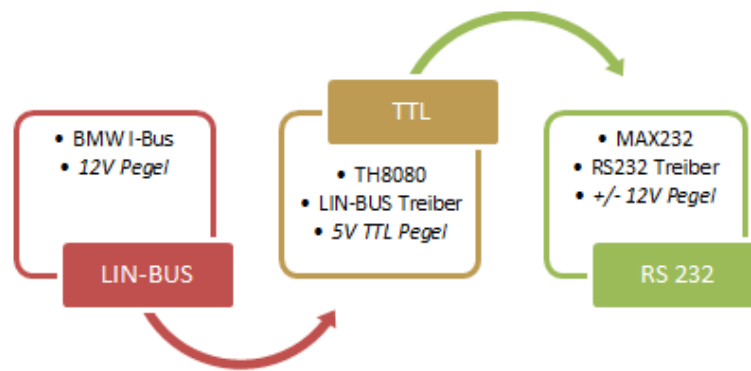 • BMW I-Bus
• 12V Pegel
LIN-BUS
TTL
• TH8080
• LIN-BUS Treiber
• 5V TTL Pegel
• MAX232
• RS232 Treiber
• +/- 12V Pegel
RS 232